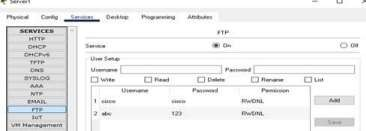 Server1
Physical Config Services Desktop Programming Attributes
SERVICES
HTTP
DHCP
DHCPv6
TFTP
DNS
SYSLOG
AAA
NTP
EMAIL
FTP
IoT
VM Management
FTP
Service On Off
User Setup
Username Password
Write Read Delete Rename List
Username Password Permission
1 cisco cisco RWDNL
2 abc 123 RWDNL
Add
Save